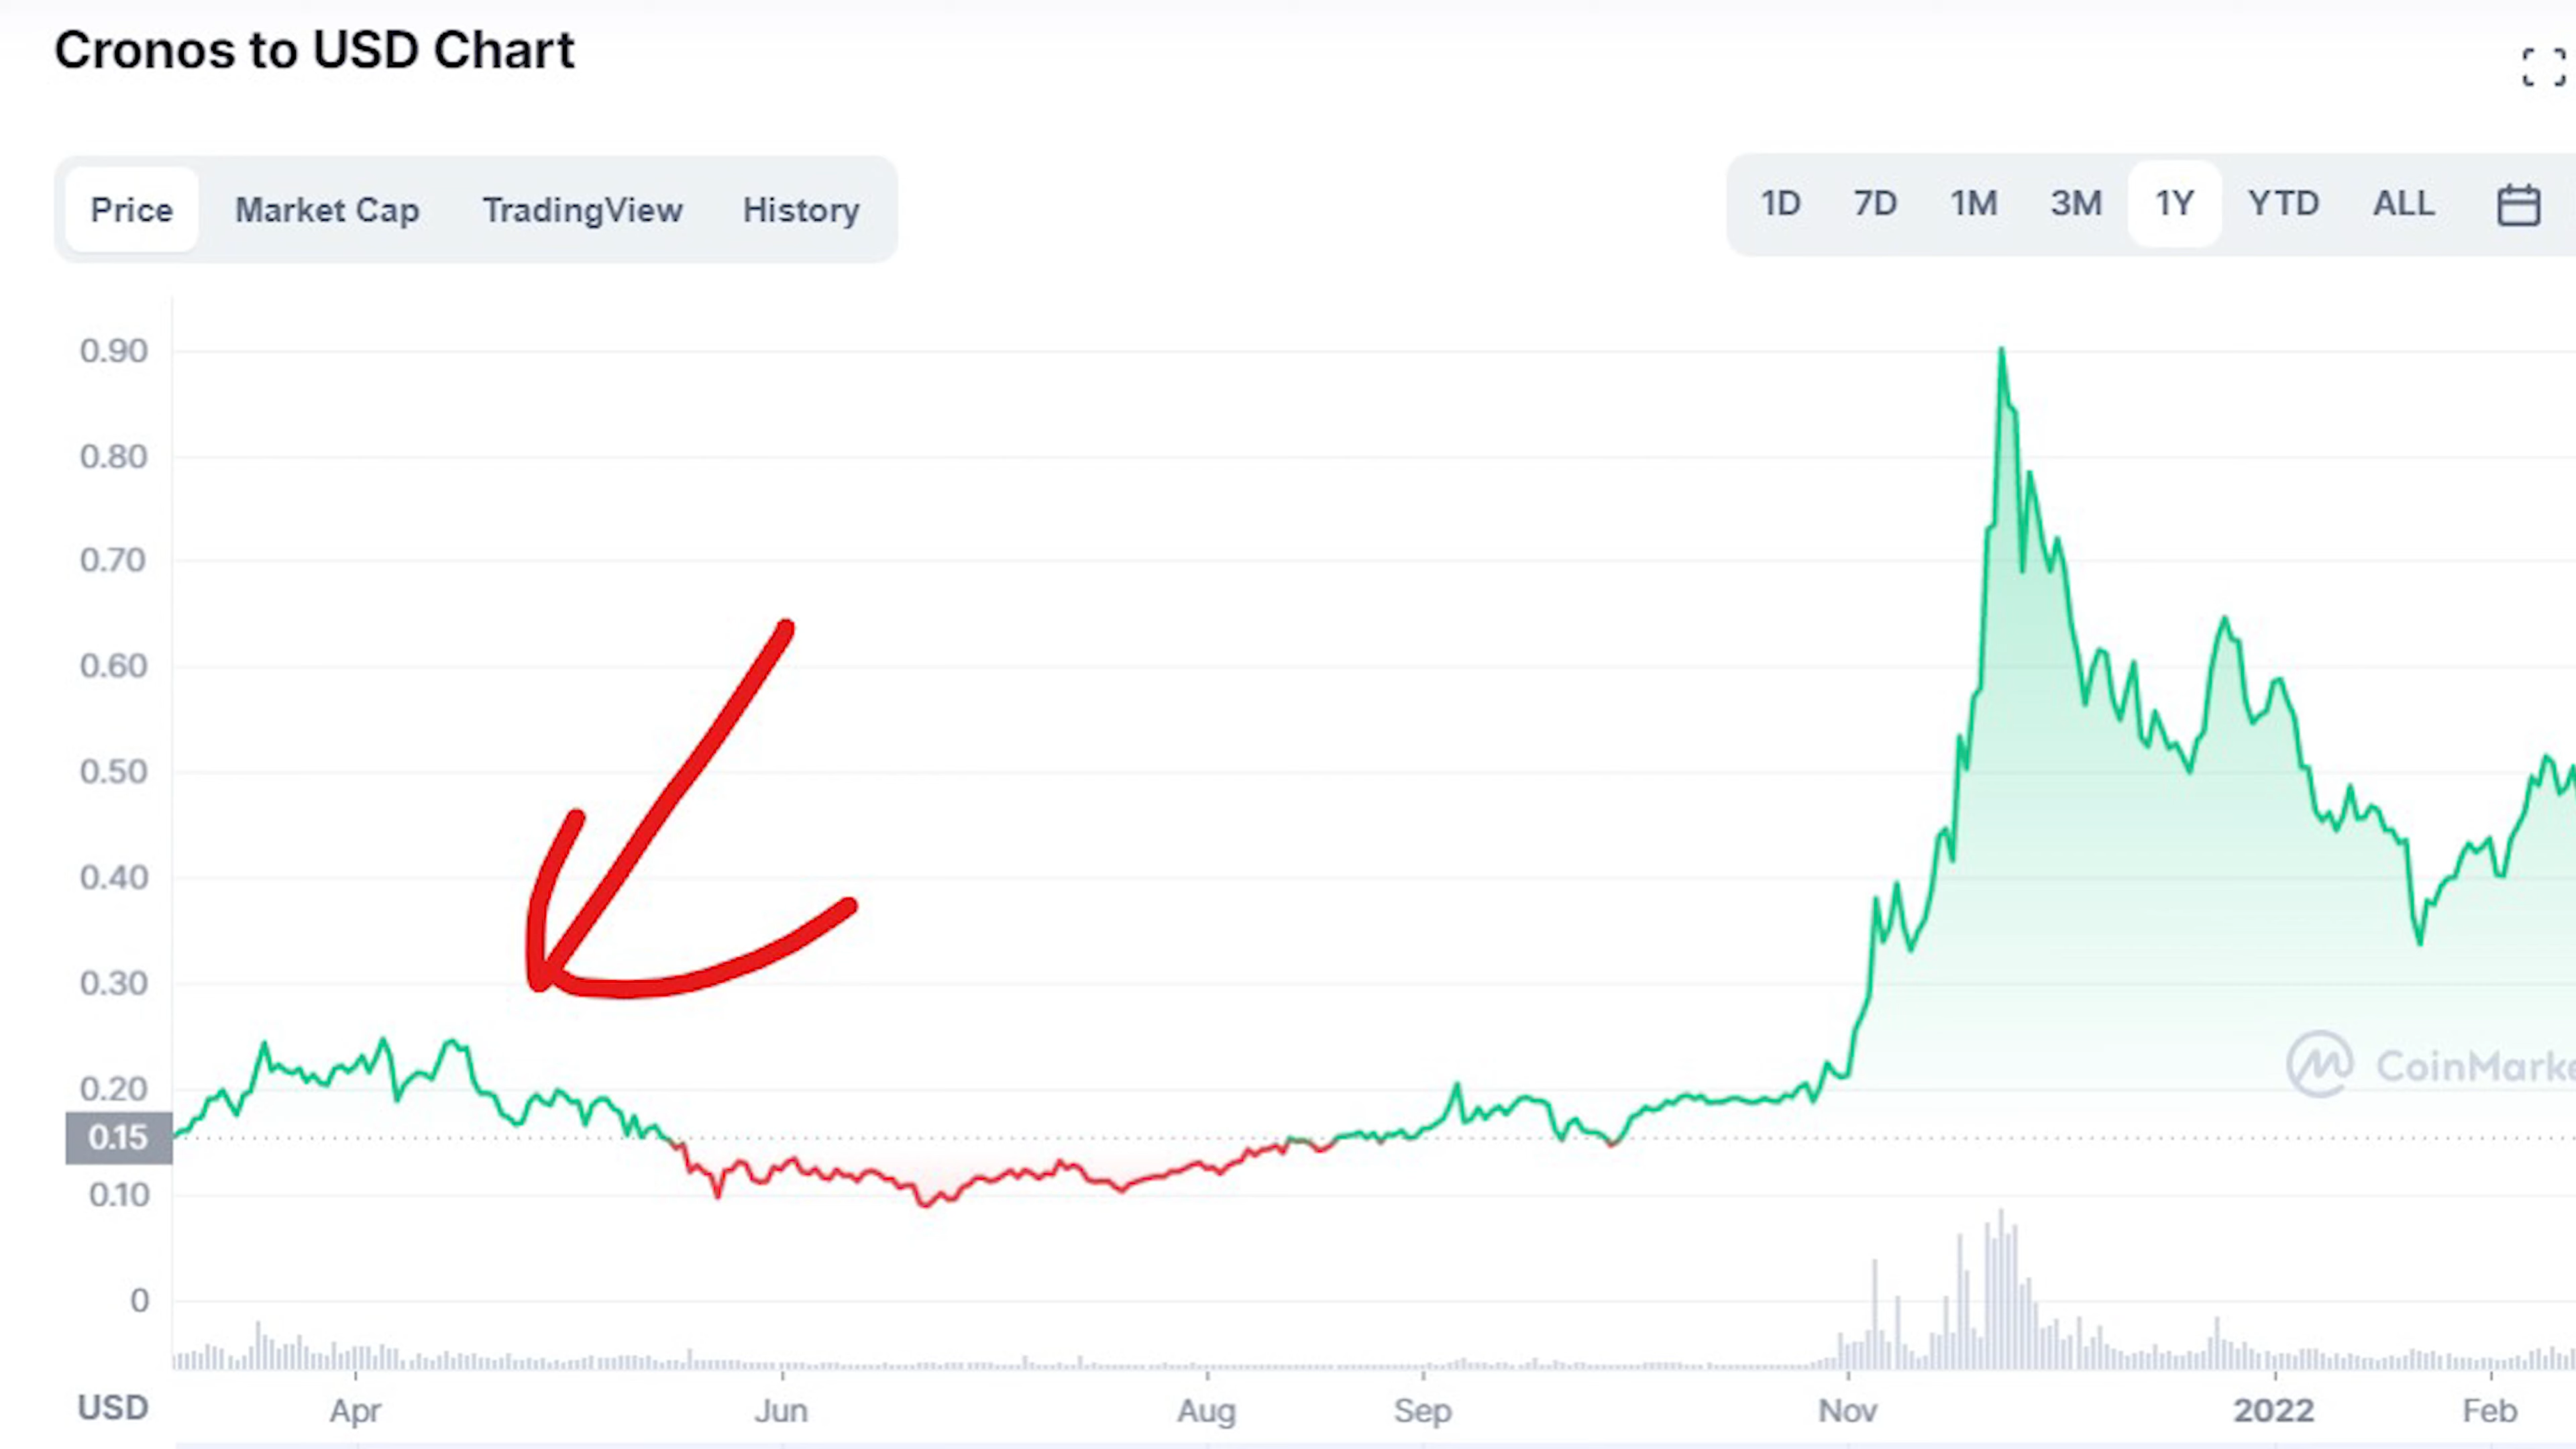 Cronos to USD Chart
Price Market Cap TradingView History
1D 7D 1M 3M 1Y YTD ALL
0.90
0.80
0.70
0.60
0.50
0.40
0.30
0.20
0.15
0.10
0
CoinMarke
USD Apr Jun Aug Sep Nov 2022 Feb